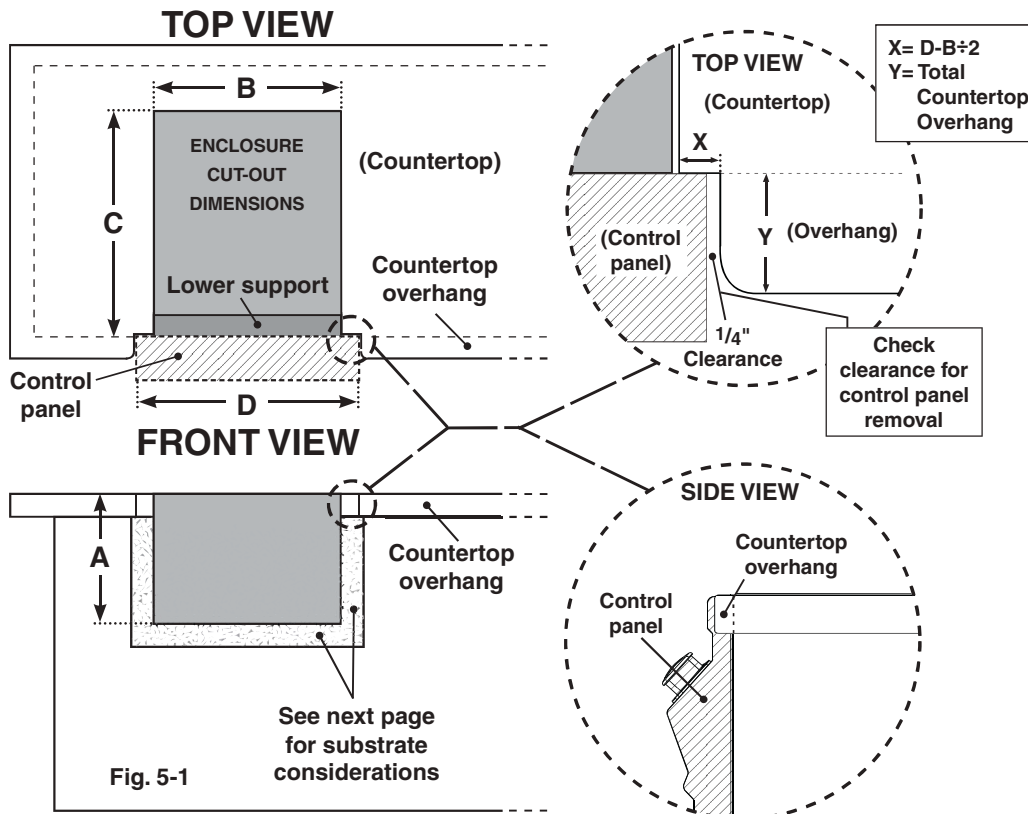 TOP VIEW
B
ENCLOSURE
CUT-OUT
DIMENSIONS
C
(Countertop)
Lower support
Countertop
overhang
Control
panel
D
TOP VIEW
(Countertop)
X
X= D-B÷2
Y= Total
Countertop
Overhang
(Control
panel)
Y
(Overhang)
1/4"
Clearance
Check
clearance for
control panel
removal
FRONT VIEW
A
Countertop
overhang
See next page
for substrate
considerations
Fig. 5-1
SIDE VIEW
Countertop
overhang
Control
panel